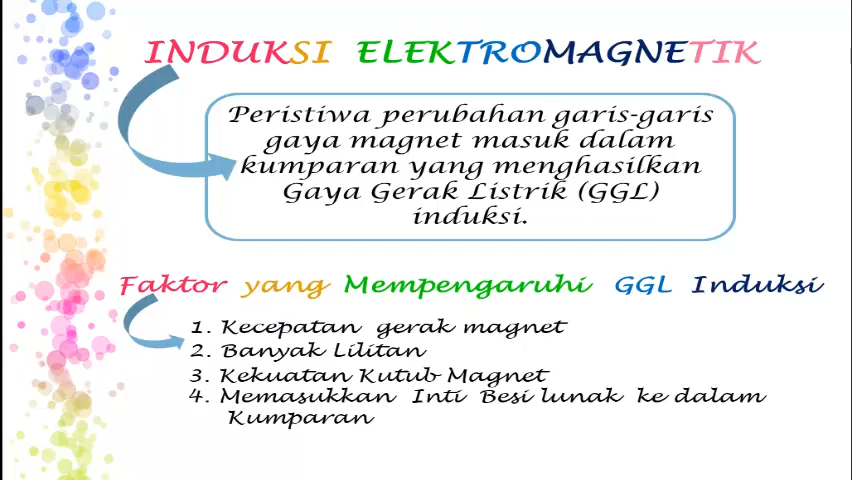 INDUKSI ELEKTROMAGNETIK
Peristiwa perubahan garis-garis
gaya magnet masuk dalam
kumparan yang menghasilkan
Gaya Gerak Listrik (GGL)
induksi.
Faktor yang Mempengaruhi GGL Induksi
1. Kecepatan gerak magnet
2. Banyak Lilitan
3. Kekuatan Kutub Magnet
4. Memasukkan Inti Besi lunak ke dalam
Kumparan